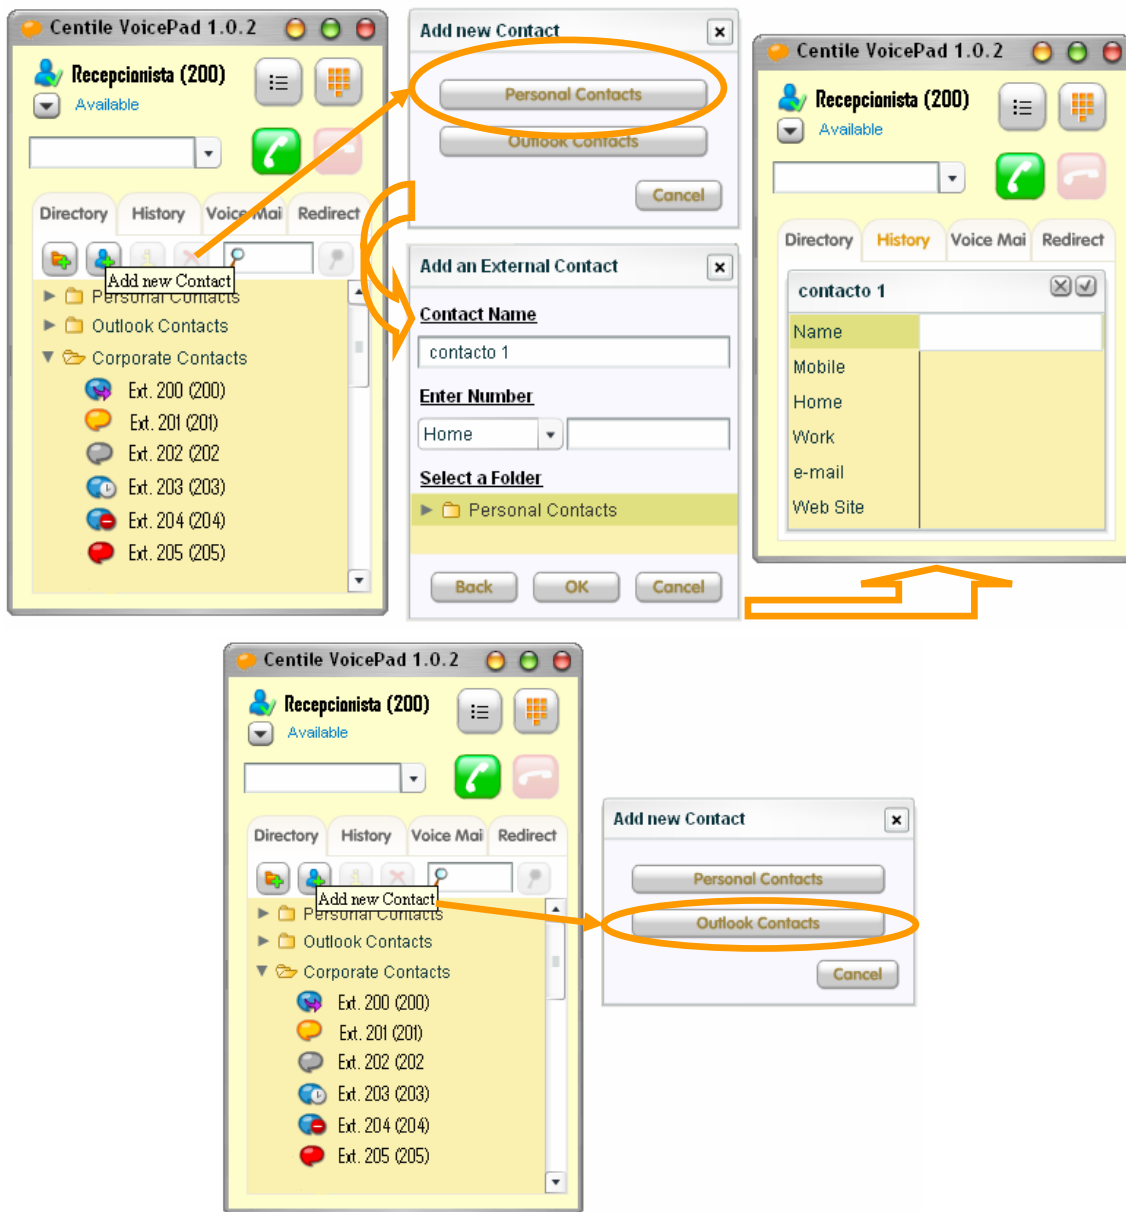 Centile VoicePad 1.0.2
Recepcionista (200)
Available
Directory History Voice Mai Redirect
Add new Contact
Personal Contacts
Outlook Contacts
Corporate Contacts
Ext. 200 (200)
Ext. 201 (201)
Ext. 202 (202
Ext. 203 (203)
Ext. 204 (204)
Ext. 205 (205)
Add new Contact
Personal Contacts
Outlook Contacts
Cancel
Add an External Contact
Contact Name
contacto 1
Enter Number
Home
Select a Folder
Personal Contacts
Back OK Cancel
Centile VoicePad 1.0.2
Recepcionista (200)
Available
Directory History Voice Mai Redirect
contacto 1
Name
Mobile
Home
Work
e-mail
Web Site
Centile VoicePad 1.0.2
Recepcionista (200)
Available
Directory History Voice Mai Redirect
Add new Contact
Personal Contacts
Outlook Contacts
Corporate Contacts
Ext. 200 (200)
Ext. 201 (201)
Ext. 202 (202
Ext. 203 (203)
Ext. 204 (204)
Ext. 205 (205)
Add new Contact
Personal Contacts
Outlook Contacts
Cancel